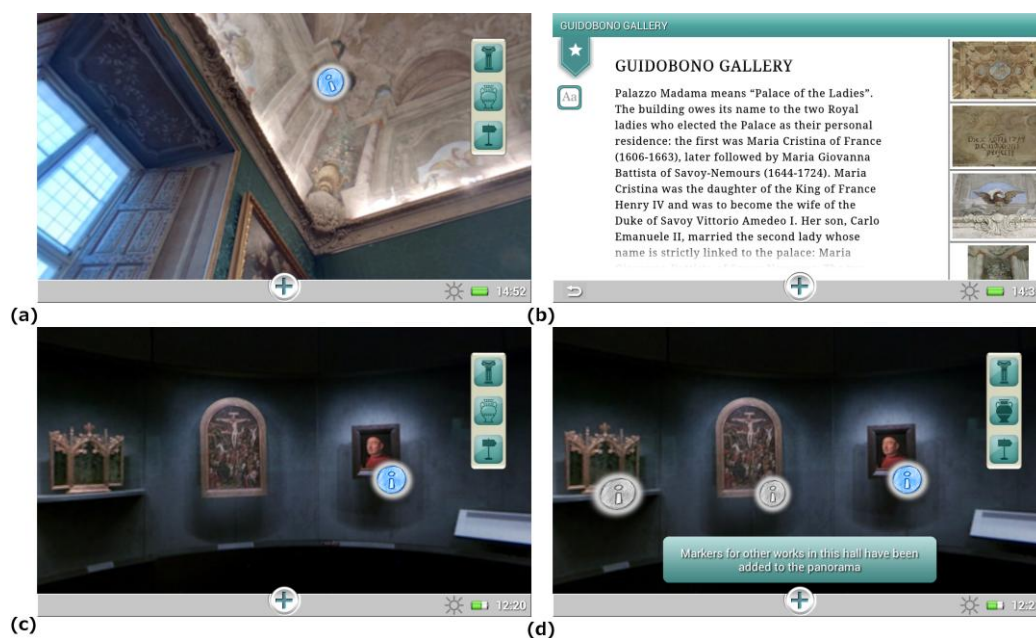 14:52
(a)
GUIDOBONO GALLERY
GUIDOBONO GALLERY
Aa
Palazzo Madama means “Palace of the Ladies”.
The building owes its name to the two Royal
ladies who elected the Palace as their personal
residence: the first was Maria Cristina of France
(1606-1663), later followed by Maria Giovanna
Battista of Savoy-Nemours (1644-1724). Maria
Cristina was the daughter of the King of France
Henry IV and was to become the wife of the
Duke of Savoy Vittorio Amedeo I. Her son, Carlo
Emanuele II, married the second lady whose
name is strictly linked to the palace: Maria
14:3
(b)
12:20
(c)
Markers for other works in this hall have been
added to the panorama
12:2
(d)